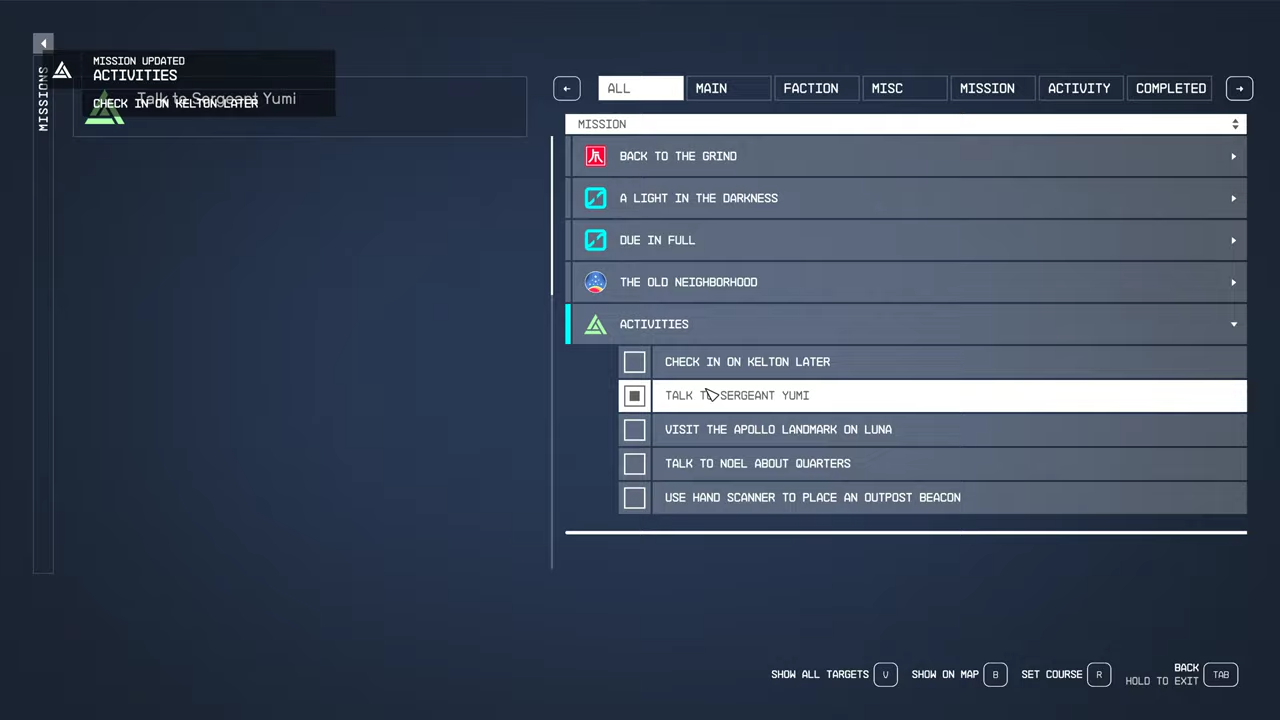 MISSION UPDATED
ACTIVITIES
CHECK IN ON KELTON LATER
Talk to Sergeant Yumi
MISSIONS
ALL
MAIN
FACTION
MISC
MISSION
ACTIVITY
COMPLETED
MISSION
BACK TO THE GRIND
A LIGHT IN THE DARKNESS
DUE IN FULL
THE OLD NEIGHBORHOOD
ACTIVITIES
CHECK IN ON KELTON LATER
TALK TO SERGEANT YUMI
VISIT THE APOLLO LANDMARK ON LUNA
TALK TO NOEL ABOUT QUARTERS
USE HAND SCANNER TO PLACE AN OUTPOST BEACON
SHOW ALL TARGETS V
SHOW ON MAP B
SET COURSE R
BACK
HOLD TO EXIT TAB